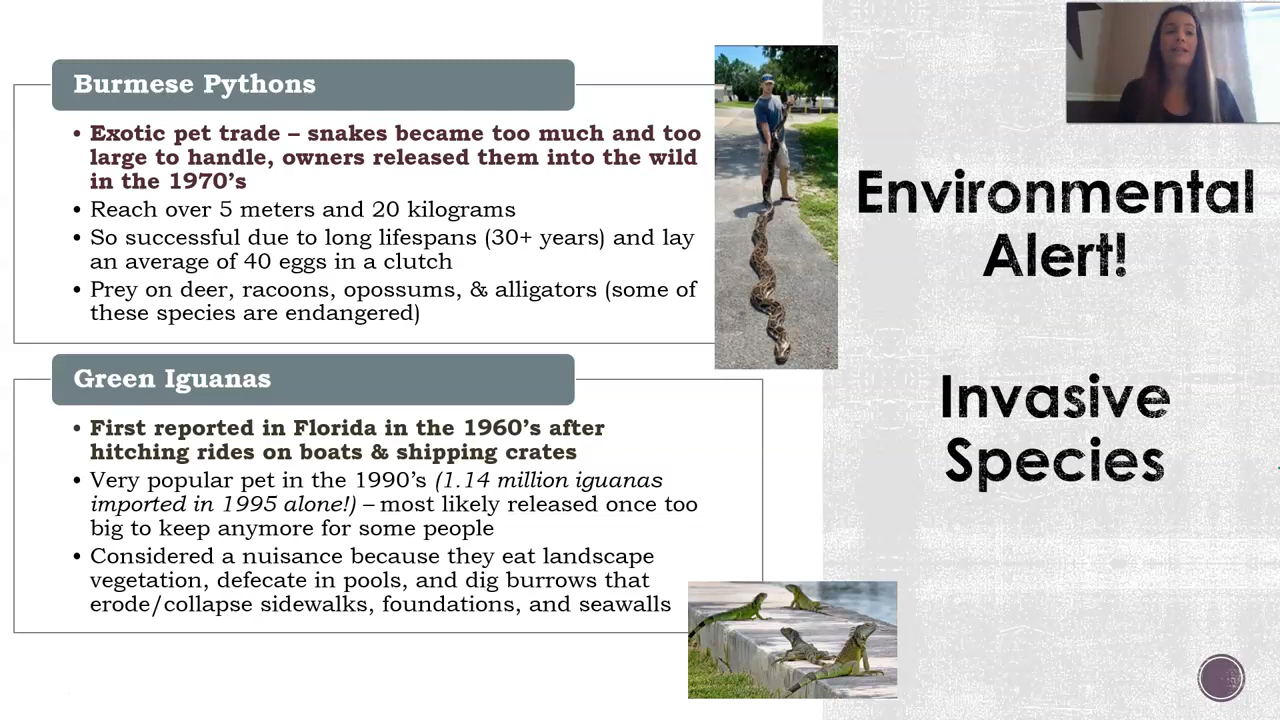 Burmese Pythons
• Exotic pet trade – snakes became too much and too
large to handle, owners released them into the wild
in the 1970's
• Reach over 5 meters and 20 kilograms
• So successful due to long lifespans (30+ years) and lay
an average of 40 eggs in a clutch
• Prey on deer, racoons, opossums, & alligators (some of
these species are endangered)
Green Iguanas
• First reported in Florida in the 1960's after
hitching rides on boats & shipping crates
• Very popular pet in the 1990's (1.14 million iguanas
imported in 1995 alone!) – most likely released once too
big to keep anymore for some people
• Considered a nuisance because they eat landscape
vegetation, defecate in pools, and dig burrows that
erode/collapse sidewalks, foundations, and seawalls
Environmental
Alert!
Invasive
Species